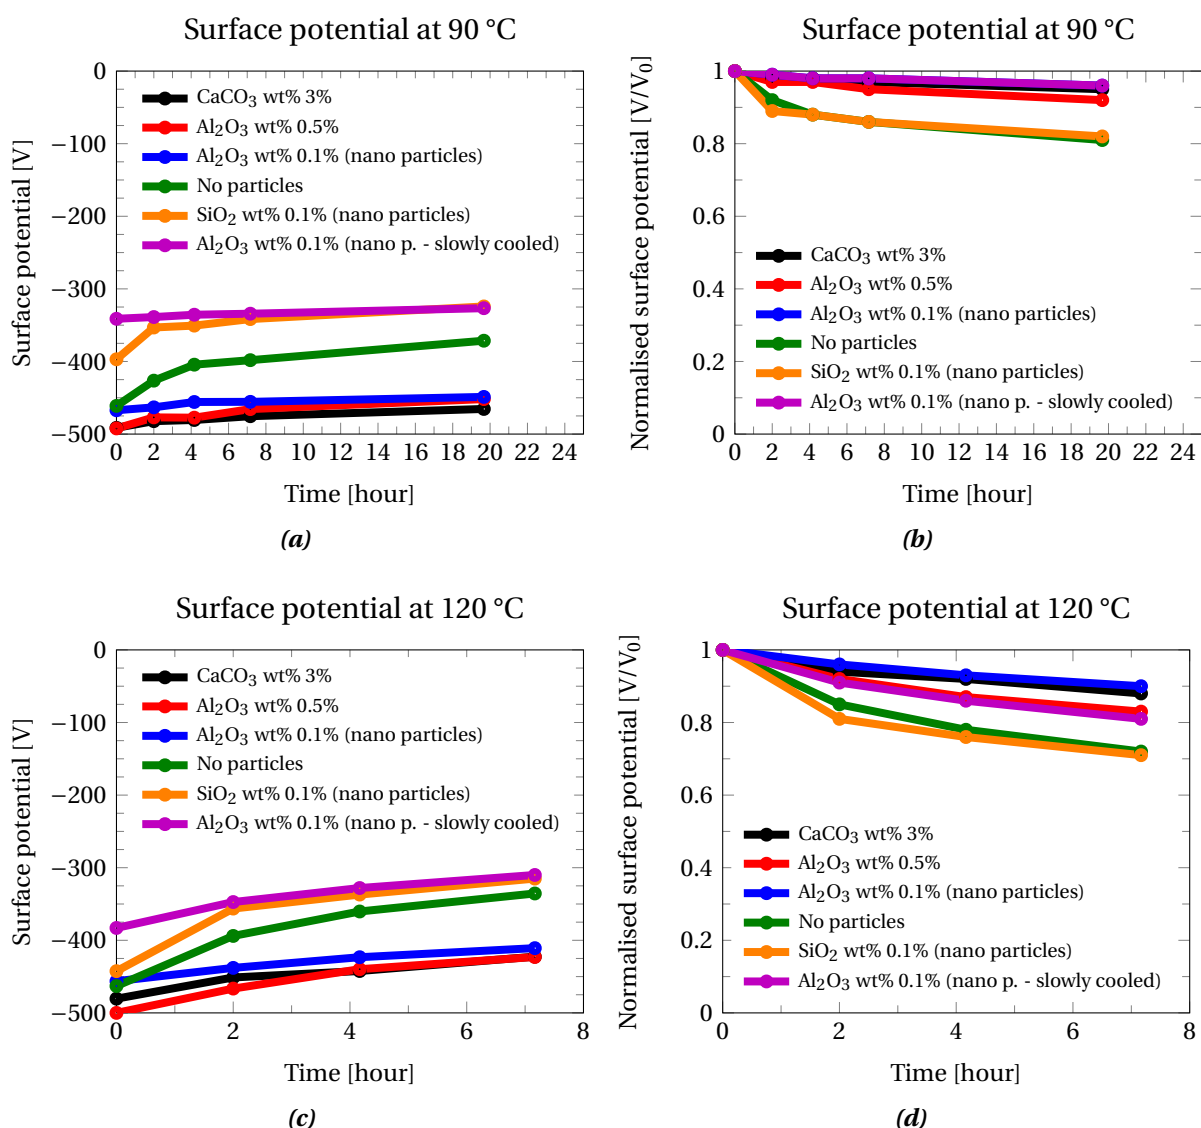 Surface potential at 90 °C
Surface potential [V]
0
−100
−200
−300
−400
−500
CaCO₃ wt% 3%
Al₂O₃ wt% 0.5%
Al₂O₃ wt% 0.1% (nano particles)
No particles
SiO₂ wt% 0.1% (nano particles)
Al₂O₃ wt% 0.1% (nano p. - slowly cooled)
0 2 4 6 8 10 12 14 16 18 20 22 24
Time [hour]
(a)
Surface potential at 90 °C
Normalised surface potential [V/V₀]
1
0.8
0.6
0.4
0.2
0
CaCO₃ wt% 3%
Al₂O₃ wt% 0.5%
Al₂O₃ wt% 0.1% (nano particles)
No particles
SiO₂ wt% 0.1% (nano particles)
Al₂O₃ wt% 0.1% (nano p. - slowly cooled)
0 2 4 6 8 10 12 14 16 18 20 22 24
Time [hour]
(b)
Surface potential at 120 °C
Surface potential [V]
0
−100
−200
−300
−400
−500
CaCO₃ wt% 3%
Al₂O₃ wt% 0.5%
Al₂O₃ wt% 0.1% (nano particles)
No particles
SiO₂ wt% 0.1% (nano particles)
Al₂O₃ wt% 0.1% (nano p. - slowly cooled)
0 2 4 6 8
Time [hour]
(c)
Surface potential at 120 °C
Normalised surface potential [V/V₀]
1
0.8
0.6
0.4
0.2
0
CaCO₃ wt% 3%
Al₂O₃ wt% 0.5%
Al₂O₃ wt% 0.1% (nano particles)
No particles
SiO₂ wt% 0.1% (nano particles)
Al₂O₃ wt% 0.1% (nano p. - slowly cooled)
0 2 4 6 8
Time [hour]
(d)